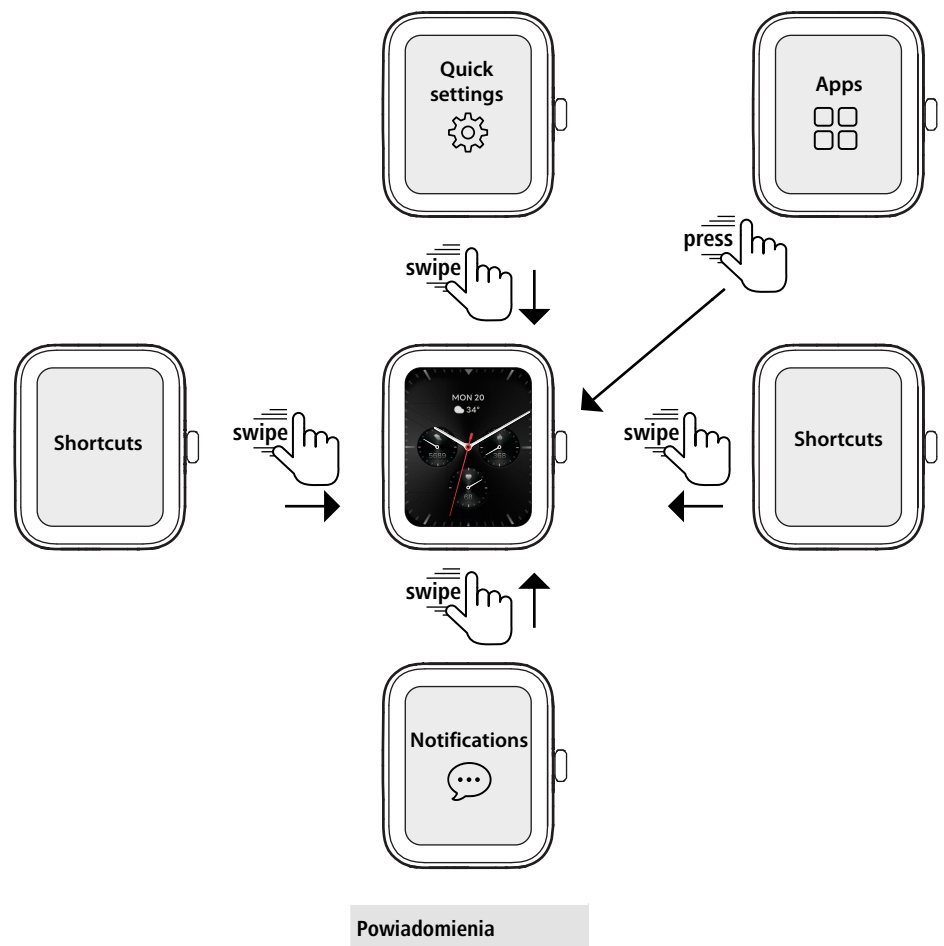 Quick
settings
Apps
press
swipe
MON 20
34°
Shortcuts
swipe
swipe
Shortcuts
swipe
Notifications
Powiadomienia